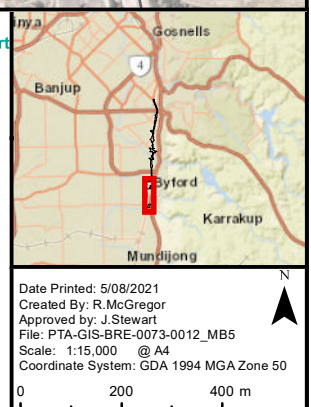 Gosnells
4
Banjup
Byford
Karrakup
Mundijong
N
Date Printed: 5/08/2021
Created By: R.McGregor
Approved by: J.Stewart
File: PTA-GIS-BRE-0073-0012_MB5
Scale: 1:15,000 @ A4
Coordinate System: GDA 1994 MGA Zone 50
0 200 400 m